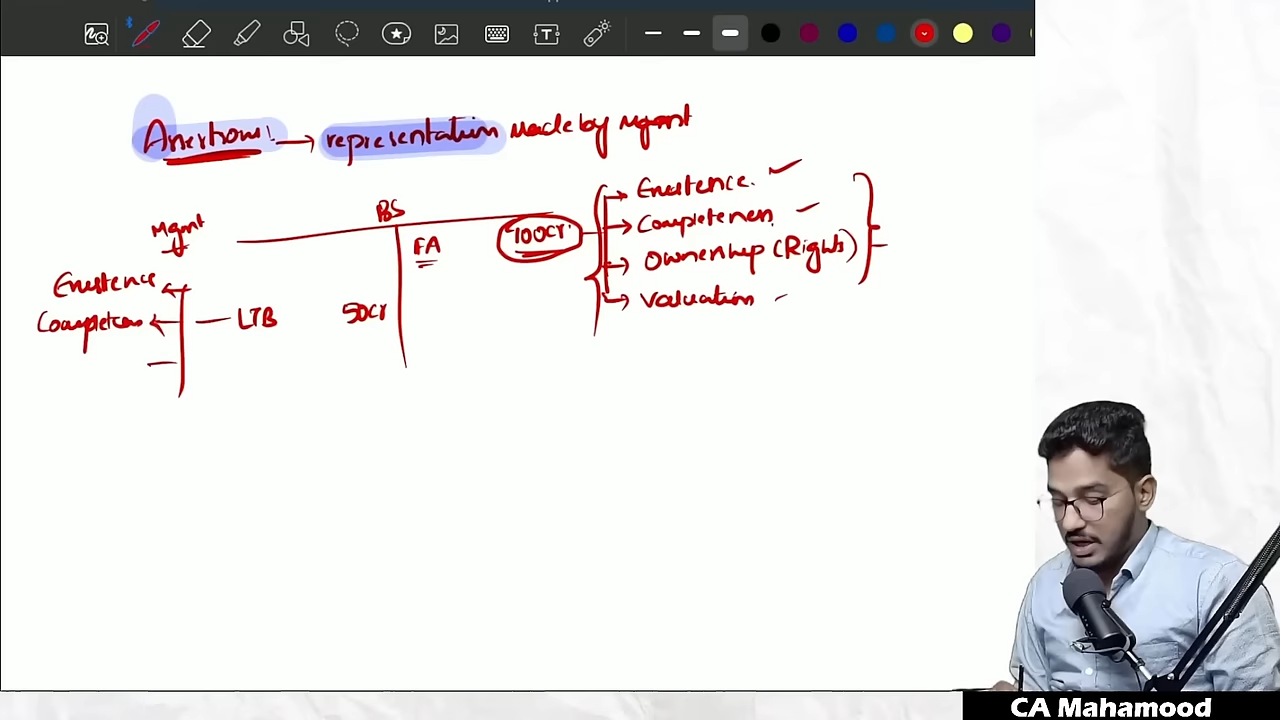 Assertions: → representation Made by Mgmt
Mgmt
BS
FA
100Cr.
Existence.
Completeness
Ownership (Rights)
Valuation
Existence
Completeness
LTB
50Cr
T
CA Mahamood